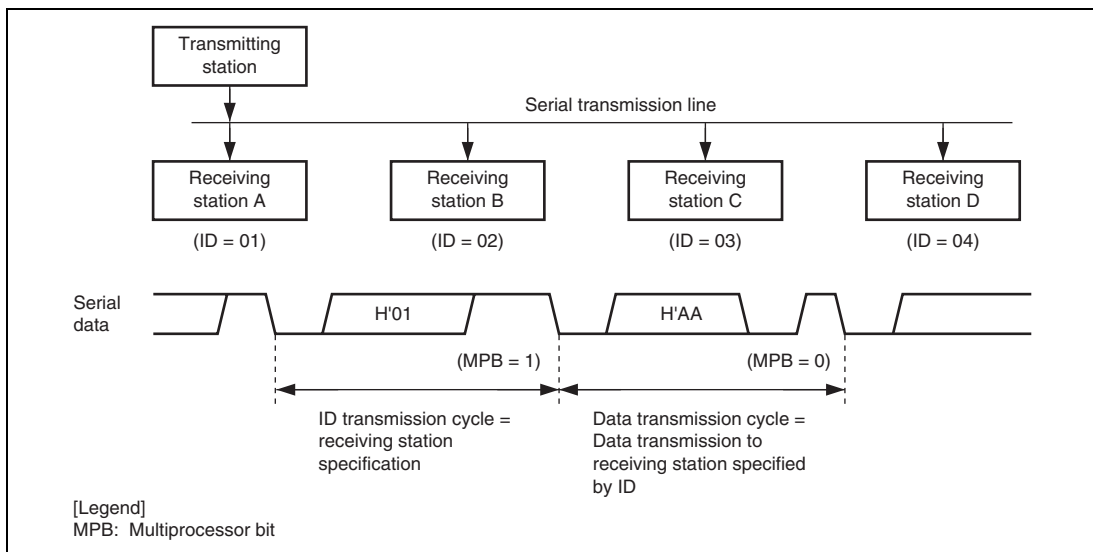 Transmitting
station
Serial transmission line
Receiving
station A
Receiving
station B
Receiving
station C
Receiving
station D
(ID = 01)
(ID = 02)
(ID = 03)
(ID = 04)
Serial
data
H'01
H'AA
(MPB = 1)
(MPB = 0)
ID transmission cycle =
receiving station
specification
Data transmission cycle =
Data transmission to
receiving station specified
by ID
[Legend]
MPB: Multiprocessor bit